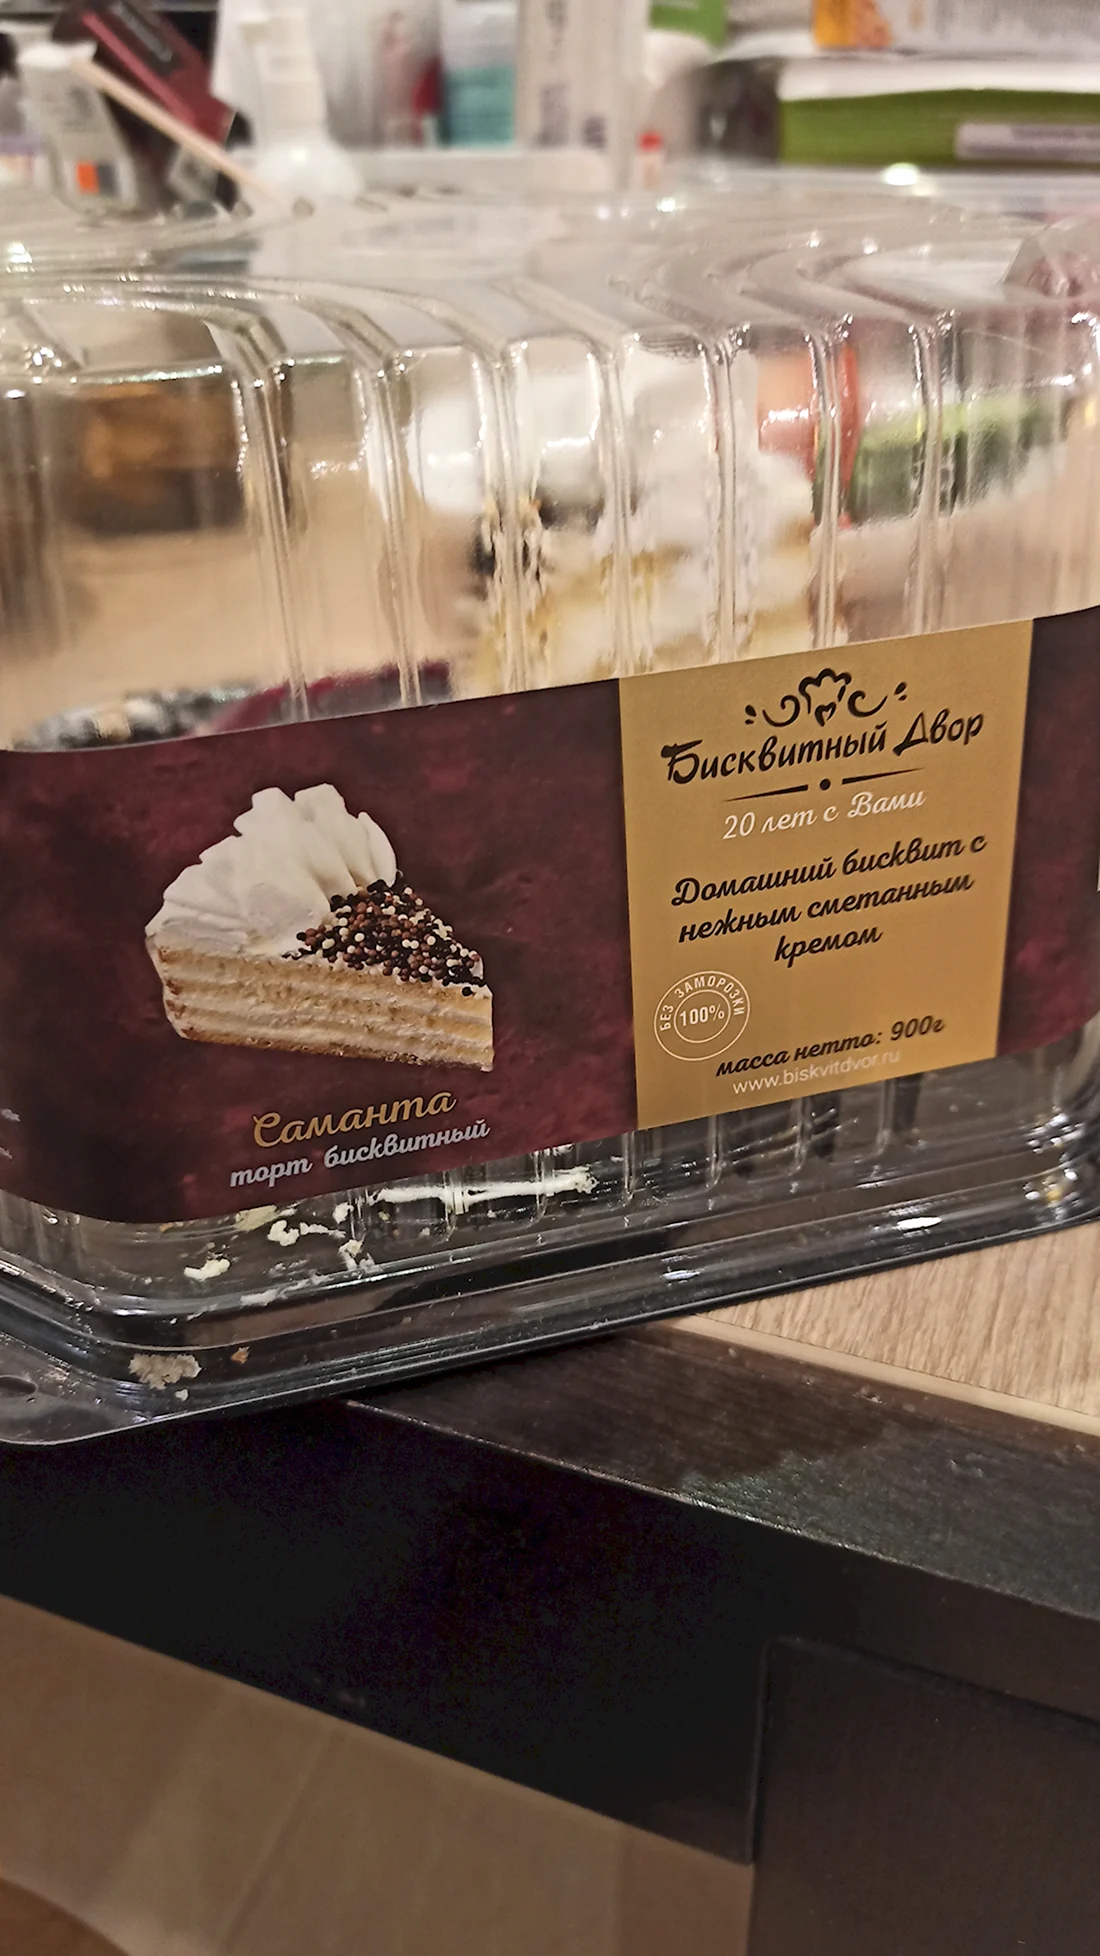 Бисквитный Двор
20 лет с Вами
Домашний бисквит с
нежным сметанным
кремом
БЕЗ ЗАМОРОЗКИ
100%
масса нетто: 900г
www.biskvitdvor.ru
Саманта
торт бисквитный